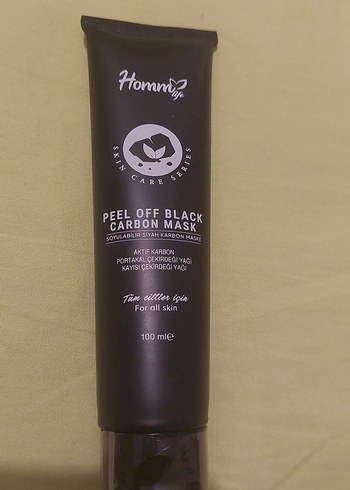 Homm life
SKIN CARE SERIES
PEEL OFF BLACK
CARBON MASK
SOYULABİLİR SİYAH KARBON MASKE
AKTİF KARBON
PORTAKAL ÇEKİRDEĞİ YAĞI
KAYISI ÇEKİRDEĞİ YAĞI
Tüm ciltler için
For all skin
100 ml℮